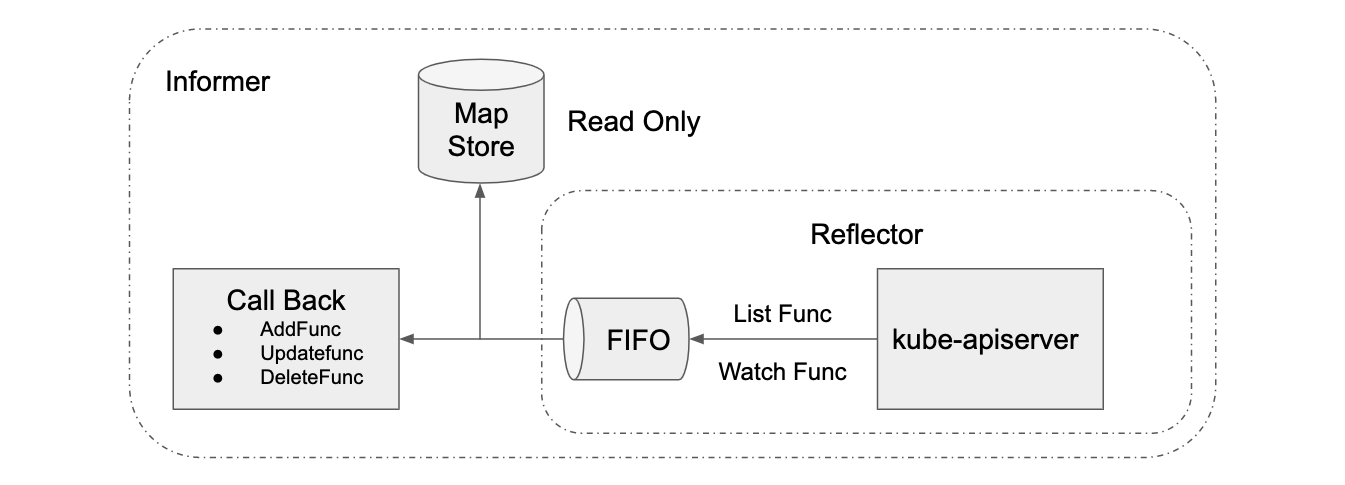 Informer
Map
Store
Read Only
Reflector
Call Back
● AddFunc
● Updatefunc
● DeleteFunc
FIFO
List Func
Watch Func
kube-apiserver